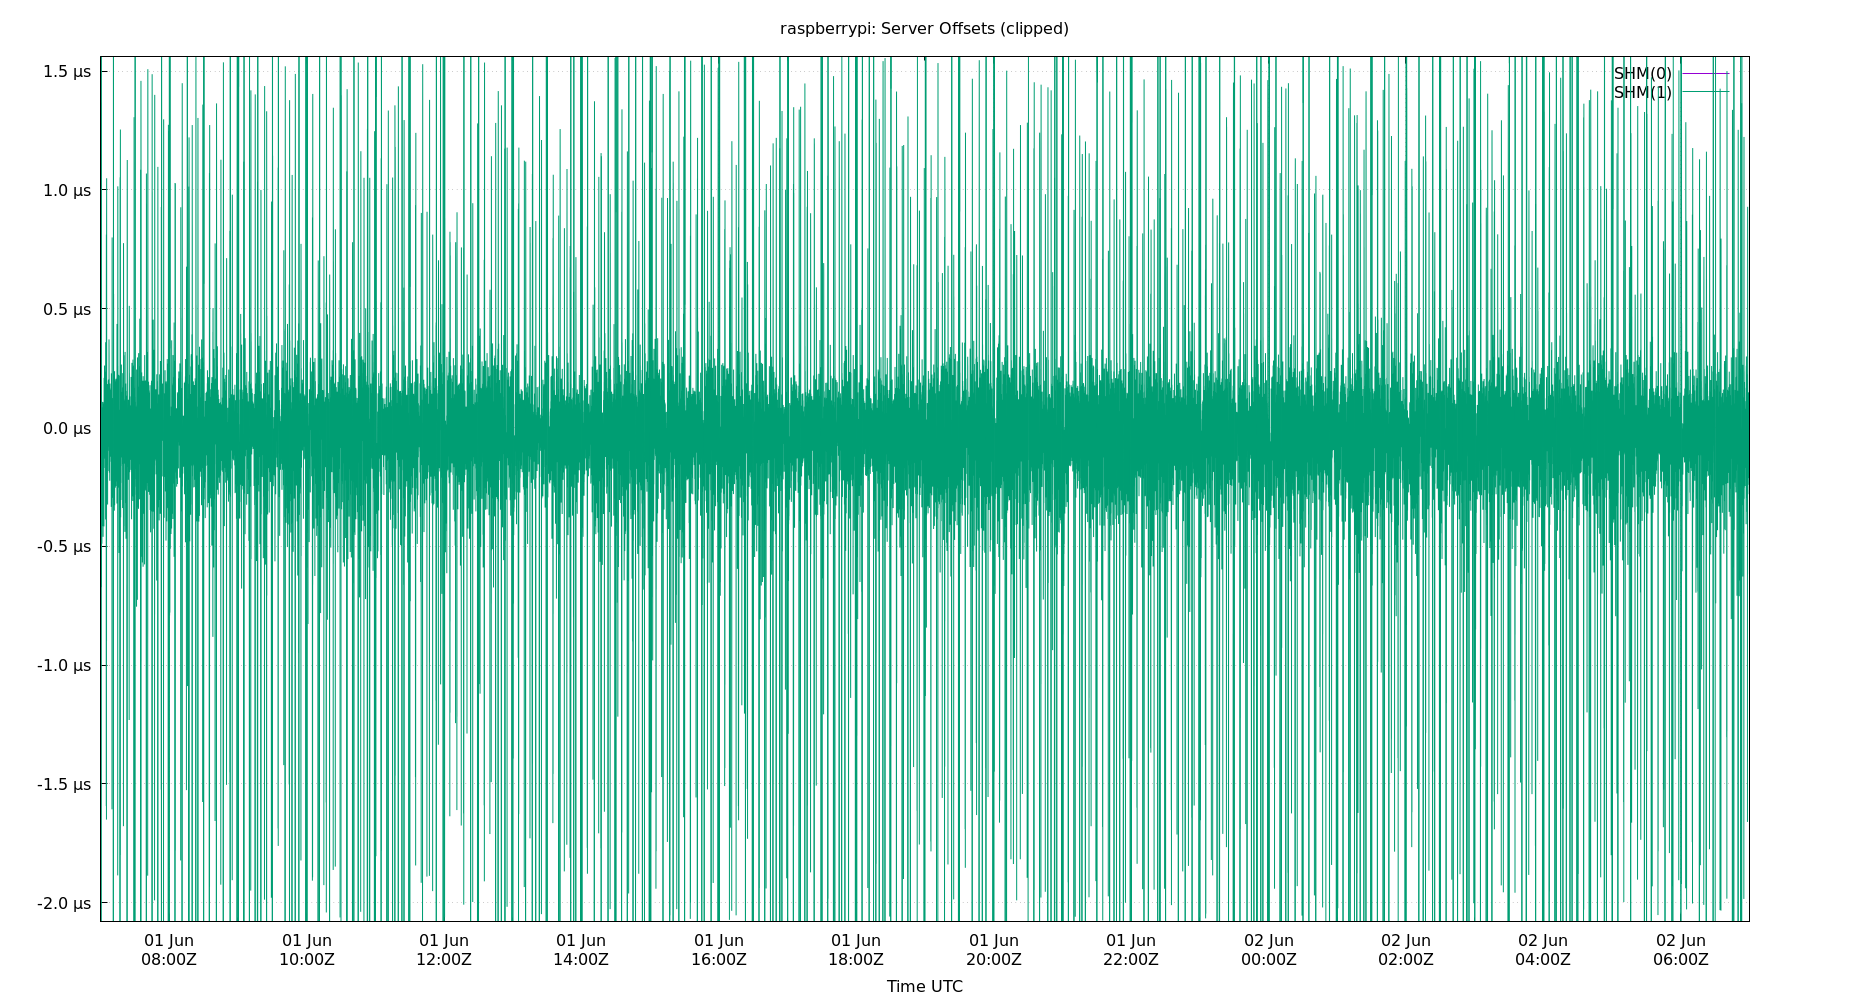 raspberrypi: Server Offsets (clipped)
1.5 µs
1.0 µs
0.5 µs
0.0 µs
-0.5 µs
-1.0 µs
-1.5 µs
-2.0 µs
SHM(0)
SHM(1)
01 Jun 01 Jun 01 Jun 01 Jun 01 Jun 01 Jun 01 Jun 01 Jun 02 Jun 02 Jun 02 Jun 02 Jun
08:00Z 10:00Z 12:00Z 14:00Z 16:00Z 18:00Z 20:00Z 22:00Z 00:00Z 02:00Z 04:00Z 06:00Z
Time UTC